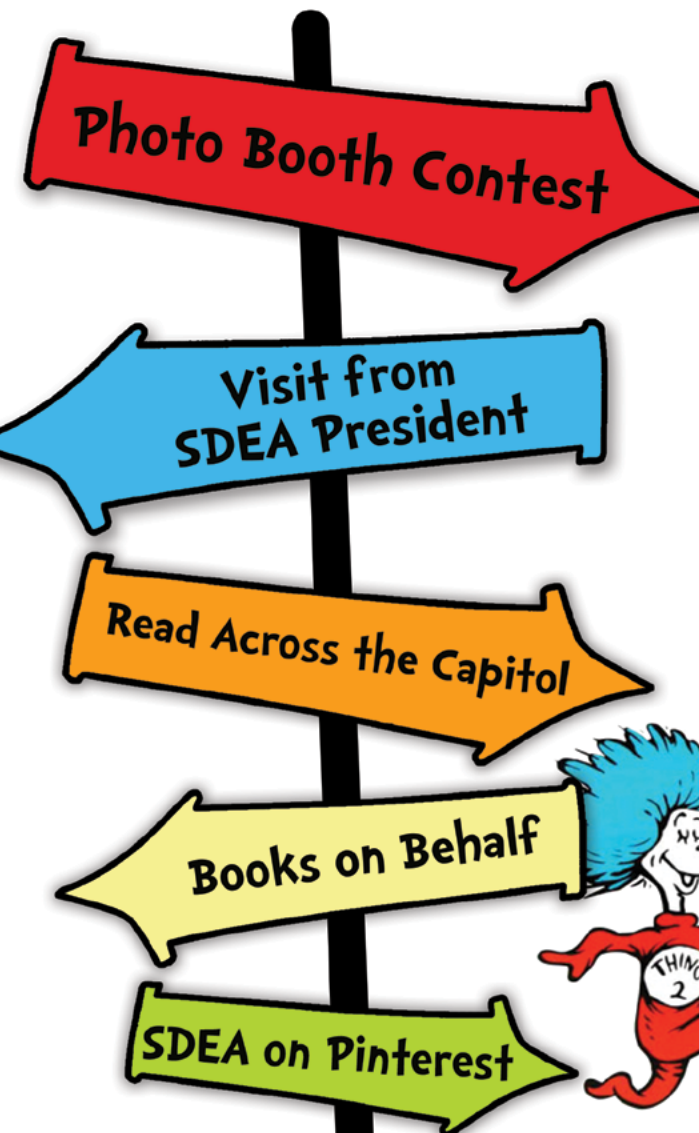 Photo Booth Contest
Visit from
SDEA President
Read Across the Capitol
Books on Behalf
THING
2
SDEA on Pinterest